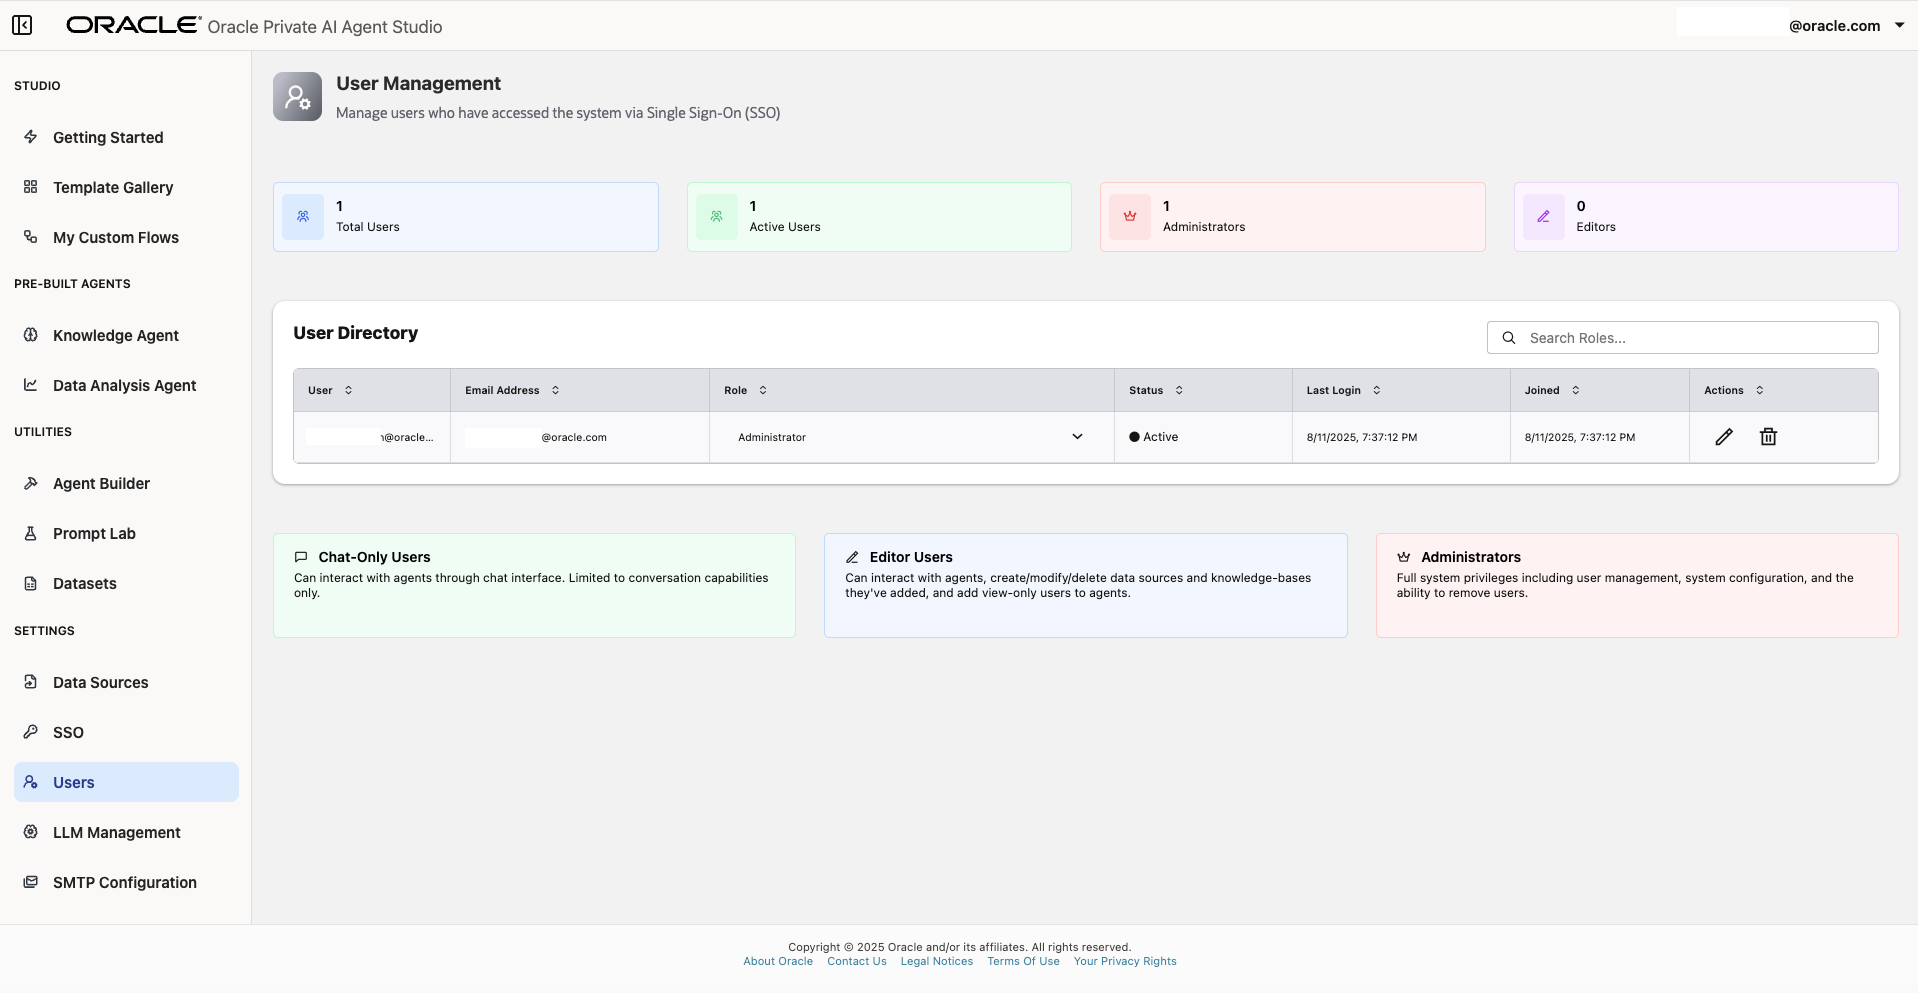 ORACLE Oracle Private AI Agent Studio
@oracle.com
STUDIO
Getting Started
Template Gallery
My Custom Flows
PRE-BUILT AGENTS
Knowledge Agent
Data Analysis Agent
UTILITIES
Agent Builder
Prompt Lab
Datasets
SETTINGS
Data Sources
SSO
Users
LLM Management
SMTP Configuration
User Management
Manage users who have accessed the system via Single Sign-On (SSO)
1
Total Users
1
Active Users
1
Administrators
0
Editors
User Directory
Search Roles...
User Email Address Role Status Last Login Joined Actions
@oracle... @oracle.com Administrator Active 8/11/2025, 7:37:12 PM 8/11/2025, 7:37:12 PM
Chat-Only Users
Can interact with agents through chat interface. Limited to conversation capabilities
only.
Editor Users
Can interact with agents, create/modify/delete data sources and knowledge-bases
they've added, and add view-only users to agents.
Administrators
Full system privileges including user management, system configuration, and the
ability to remove users.
Copyright © 2025 Oracle and/or its affiliates. All rights reserved.
About Oracle Contact Us Legal Notices Terms Of Use Your Privacy Rights